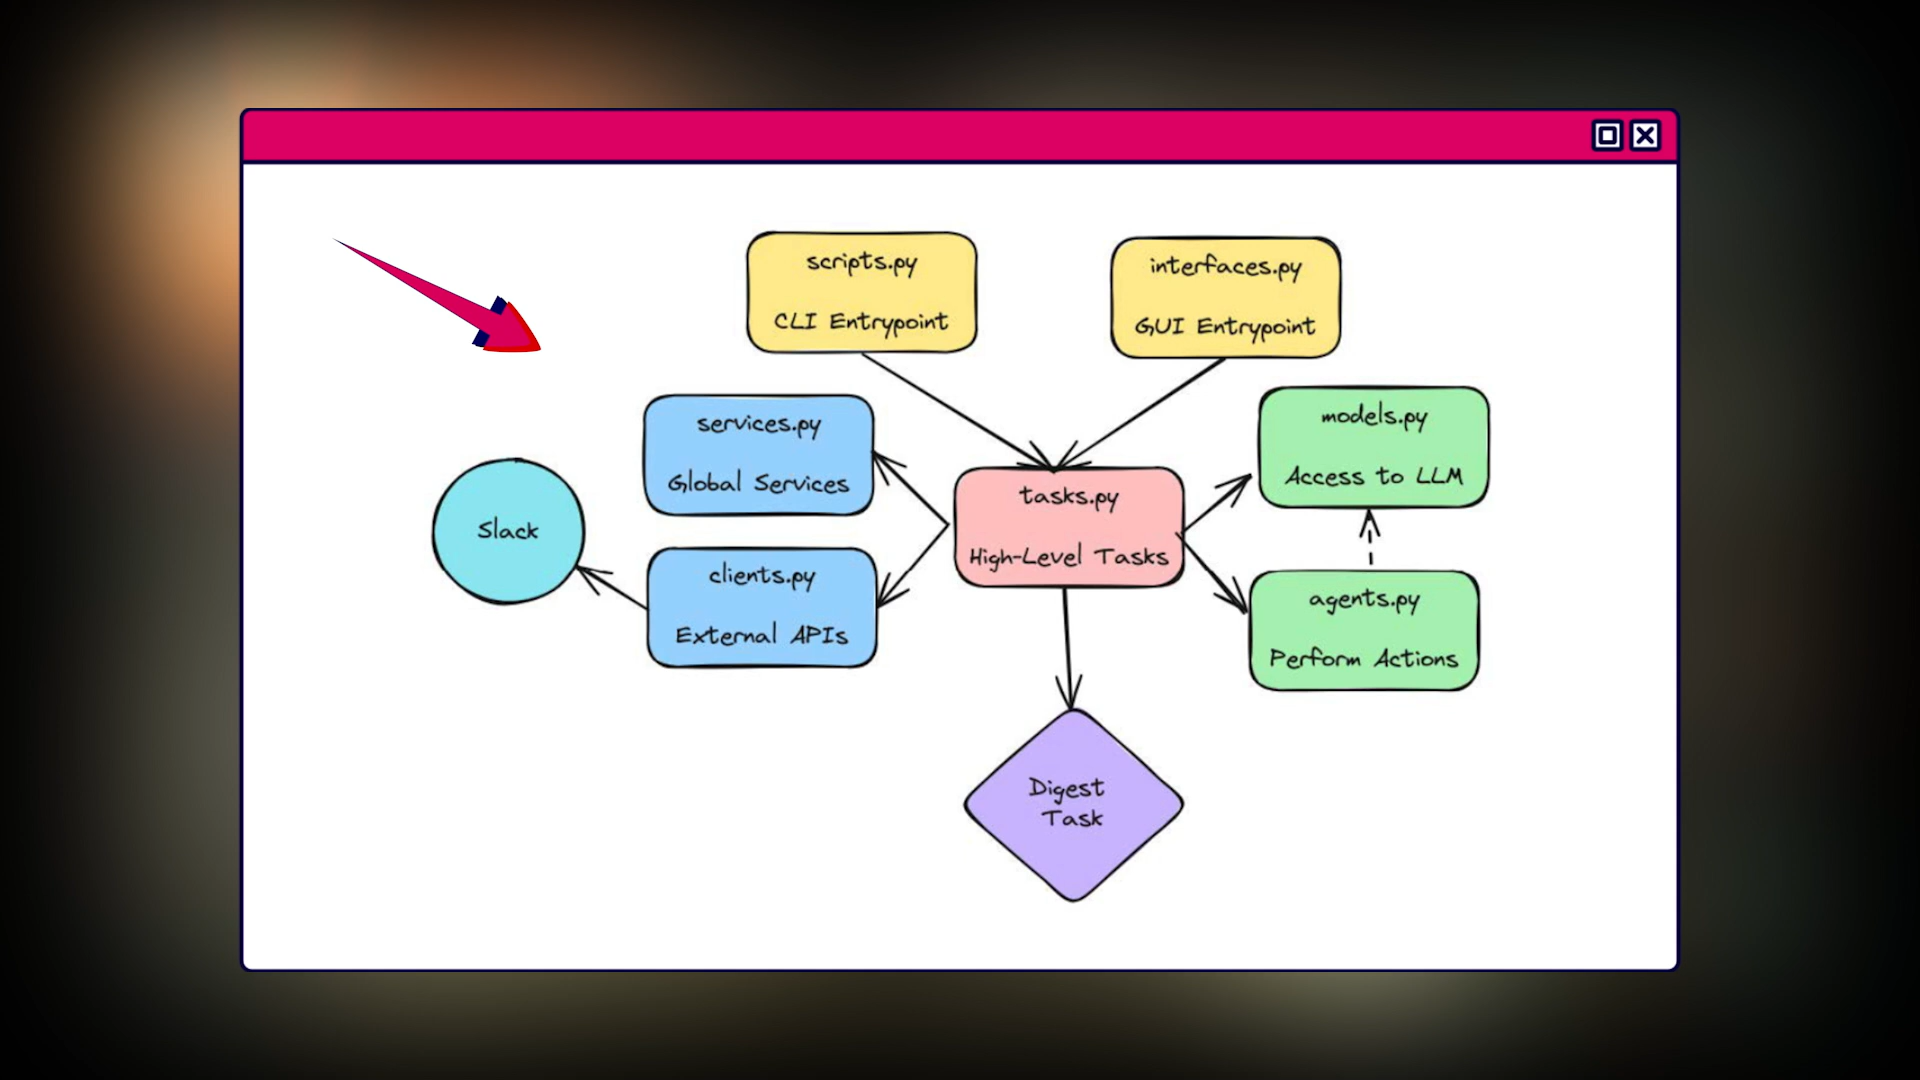 scripts.py
CLI Entrypoint
interfaces.py
GUI Entrypoint
services.py
Global Services
models.py
Access to LLM
Slack
tasks.py
High-Level Tasks
clients.py
External APIs
agents.py
Perform Actions
Digest
Task